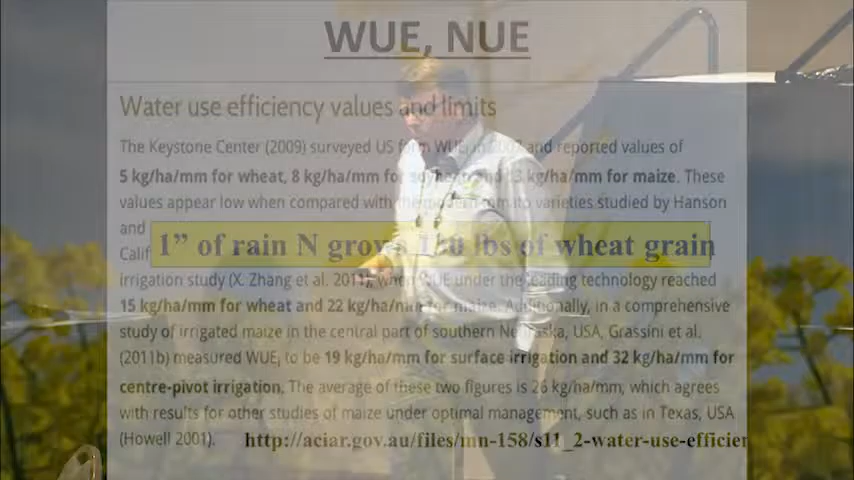 WUE, NUE
Water use efficiency values and limits
The Keystone Center (2009) surveyed US farm WUE in 2007 and reported values of
5 kg/ha/mm for wheat, 8 kg/ha/mm for soybean and 13 kg/ha/mm for maize. These
values appear low when compared with the modern tomato varieties studied by Hanson
and
1” of rain N grow lbs of wheat grain
Calif
irrigation study (X. Zhang et al. 2011), when WUE under the leading technology reached
15 kg/ha/mm for wheat and 22 kg/ha/mm for maize. Additionally, in a comprehensive
study of irrigated maize in the central part of southern Nebraska, USA, Grassini et al.
(2011b) measured WUE, to be 19 kg/ha/mm for surface irrigation and 32 kg/ha/mm for
centre-pivot irrigation. The average of these two figures is 26 kg/ha/mm, which agrees
with results for other studies of maize under optimal management, such as in Texas, USA
(Howell 2001).
http://aciar.gov.au/files/mn-158/s11_2-water-use-efficien